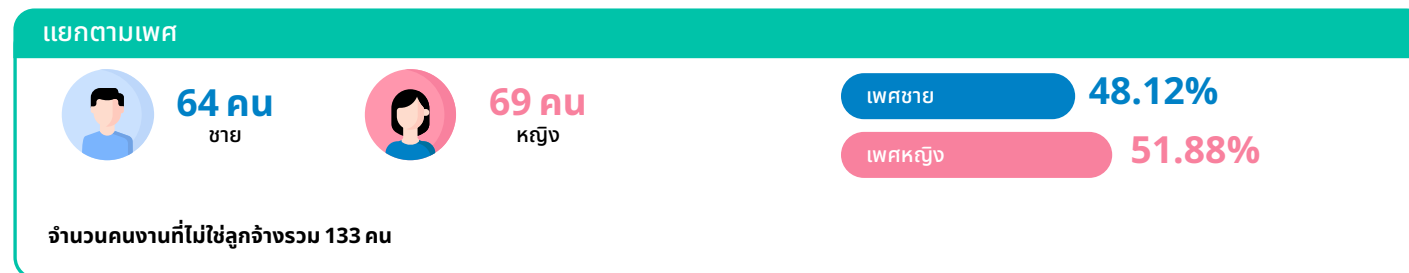 แยกตามเพศ
64 คน
ชาย
69 คน
หญิง
เพศชาย
48.12%
เพศหญิง
51.88%
จำนวนคนงานที่ไม่ใช่ลูกจ้างรวม 133 คน